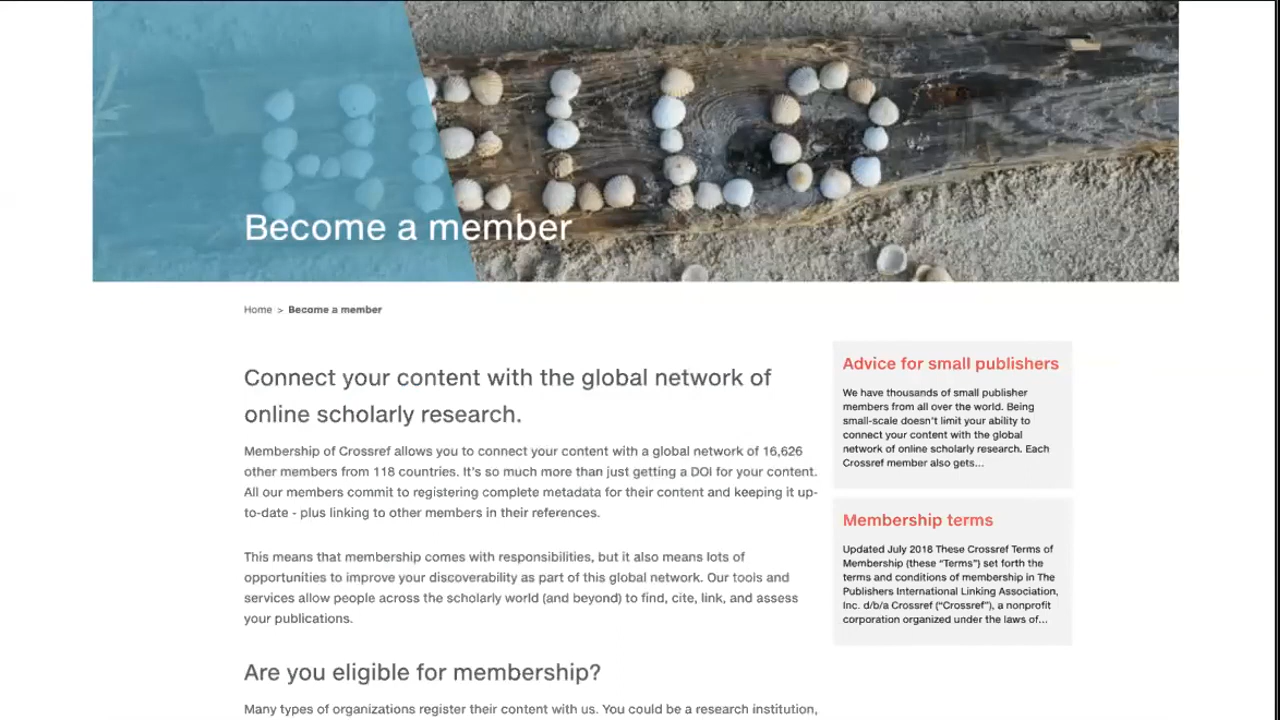 HELLO
Become a member
Home > Become a member
Connect your content with the global network of
online scholarly research.
Membership of Crossref allows you to connect your content with a global network of 16,626
other members from 118 countries. It's so much more than just getting a DOI for your content.
All our members commit to registering complete metadata for their content and keeping it up-
to-date - plus linking to other members in their references.
This means that membership comes with responsibilities, but it also means lots of
opportunities to improve your discoverability as part of this global network. Our tools and
services allow people across the scholarly world (and beyond) to find, cite, link, and assess
your publications.
Are you eligible for membership?
Many types of organizations register their content with us. You could be a research institution,
Advice for small publishers
We have thousands of small publisher
members from all over the world. Being
small-scale doesn't limit your ability to
connect your content with the global
network of online scholarly research. Each
Crossref member also gets...
Membership terms
Updated July 2018 These Crossref Terms of
Membership (these “Terms”) set forth the
terms and conditions of membership in The
Publishers International Linking Association,
Inc. d/b/a Crossref (“Crossref”), a nonprofit
corporation organized under the laws of...